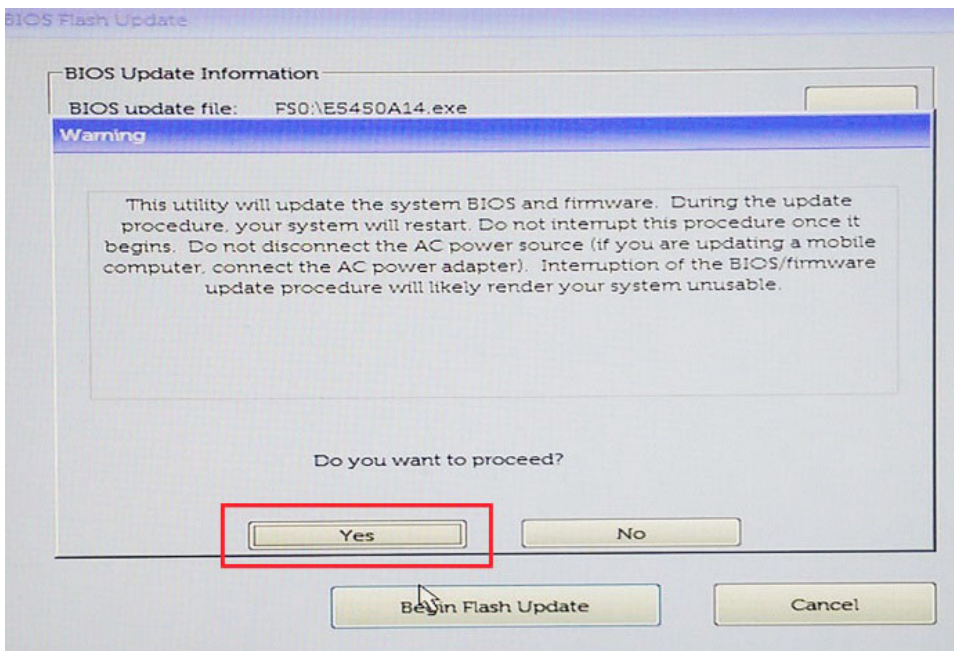 BIOS Flash Update
BIOS Update Information
BIOS update file: FS0:\E5450A14.exe
Warning
This utility will update the system BIOS and firmware. During the update
procedure, your system will restart. Do not interrupt this procedure once it
begins. Do not disconnect the AC power source (if you are updating a mobile
computer, connect the AC power adapter). Interruption of the BIOS/firmware
update procedure will likely render your system unusable.
Do you want to proceed?
Yes No
Begin Flash Update Cancel